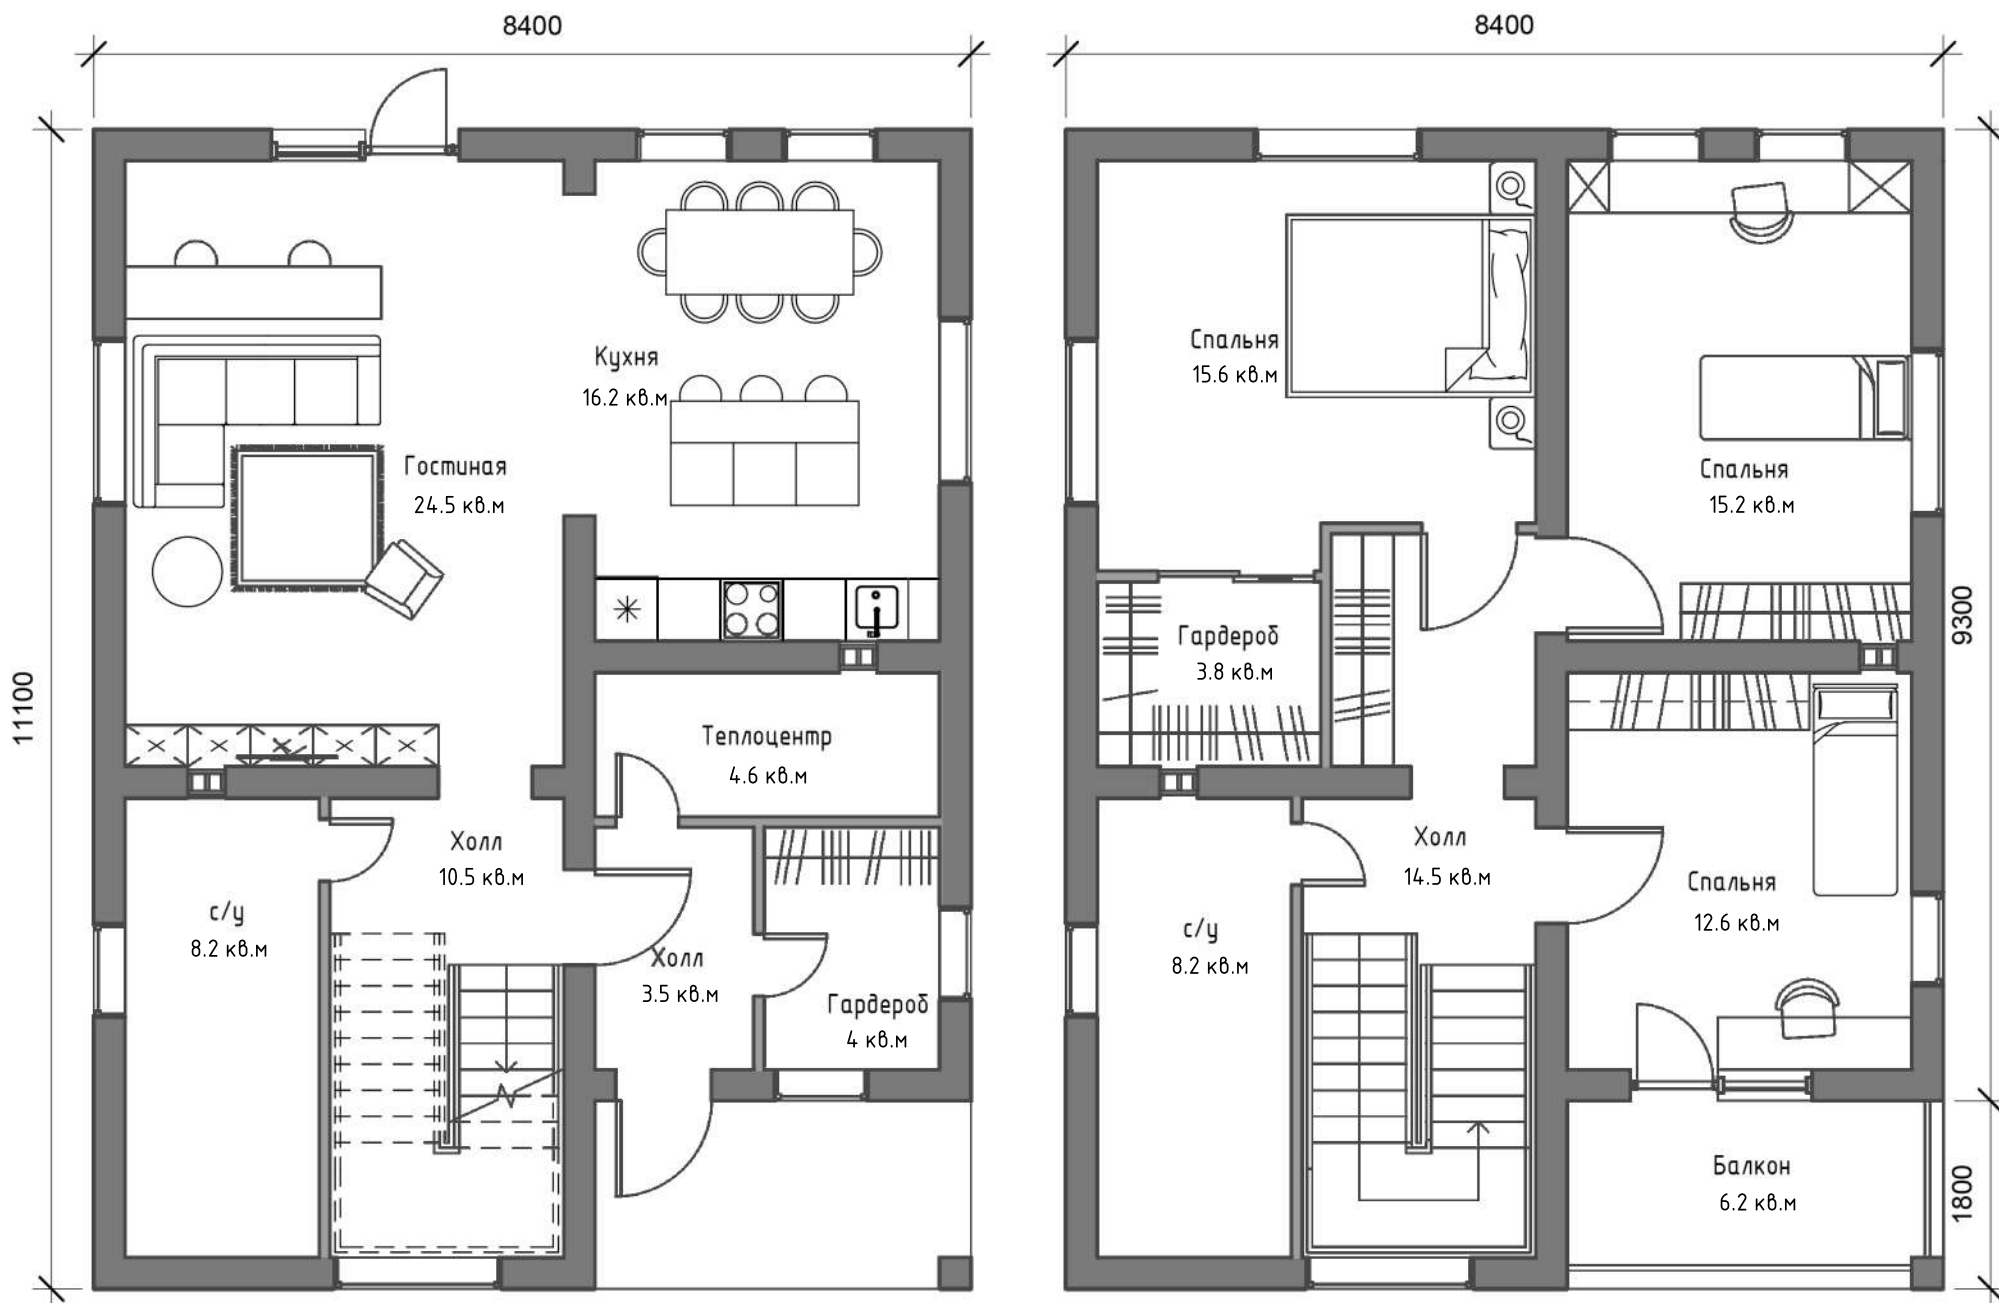 8400
8400
11100
Кухня
16.2 кв.м
Гостиная
24.5 кв.м
Теплоцентр
4.6 кв.м
Холл
10.5 кв.м
с/у
8.2 кв.м
Холл
3.5 кв.м
Гардероб
4 кв.м
Спальня
15.6 кв.м
Спальня
15.2 кв.м
Гардероб
3.8 кв.м
9300
Холл
14.5 кв.м
Спальня
12.6 кв.м
с/у
8.2 кв.м
Балкон
6.2 кв.м
1800